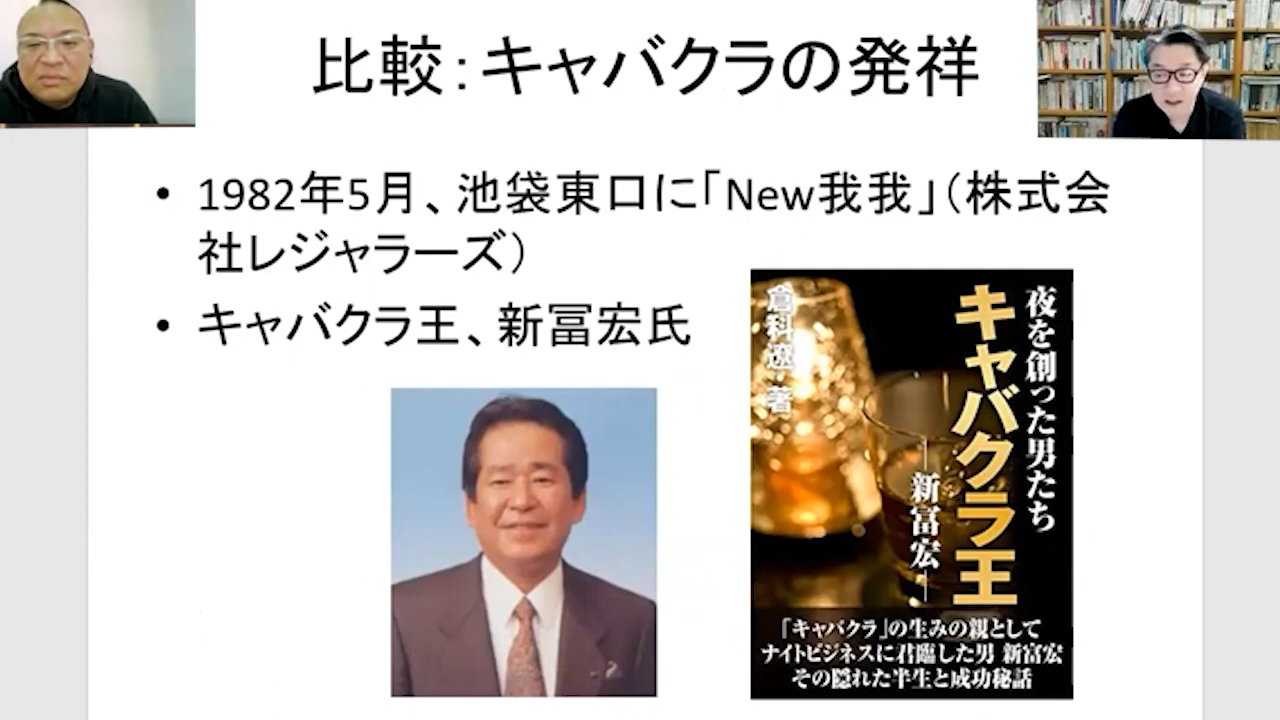 比較：キャバクラの発祥
• 1982年5月、池袋東口に「New我我」（株式会
社レジャラーズ）
• キャバクラ王、新冨宏氏
夜を創った男たち
キャバクラ王
―新冨宏―
倉科遼・著
「キャバクラ」の生みの親として
ナイトビジネスに君臨した男 新冨宏
その隠れた半生と成功秘話